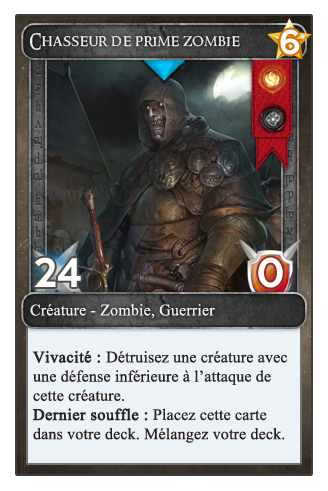 CHASSEUR DE PRIME ZOMBIE
6
24
0
Créature - Zombie, Guerrier
Vivacité : Détruisez une créature avec
une défense inférieure à l'attaque de
cette créature.
Dernier souffle : Placez cette carte
dans votre deck. Mélangez votre deck.